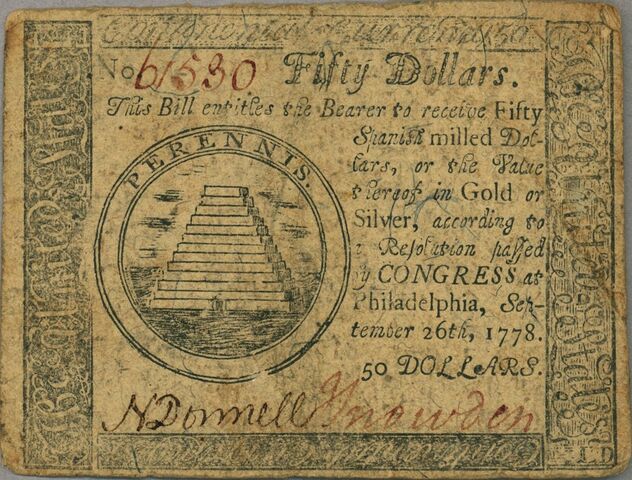 No 61530 Fifty Dollars.
This Bill entitles the Bearer to receive Fifty
Spanish milled Dol-
lars, or the Value
thereof in Gold or
Silver, according to
a Resolution passed
by CONGRESS at
Philadelphia, Sep-
tember 26th, 1778.
50 DOLLARS.
PERENNIS.
N Donnell J Snowden